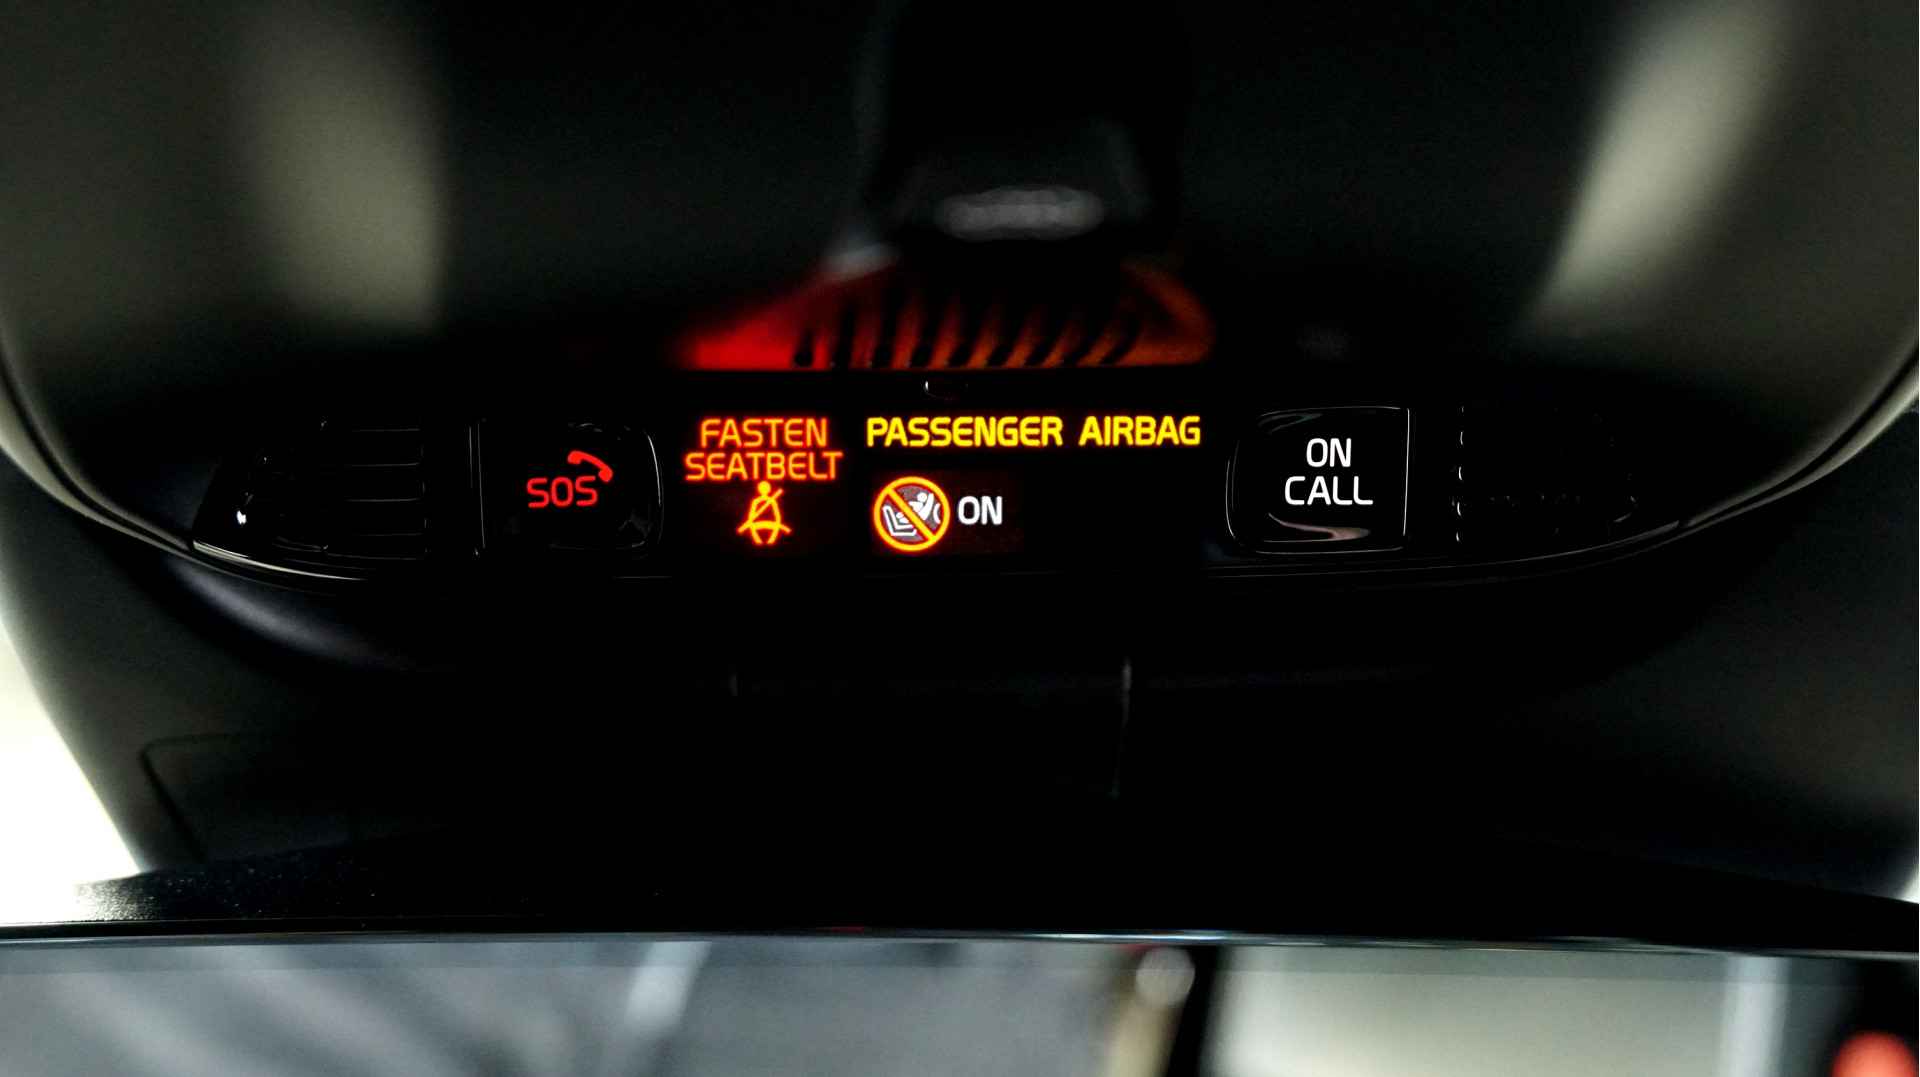 SOS
FASTEN
SEATBELT
PASSENGER AIRBAG
ON
ON
CALL